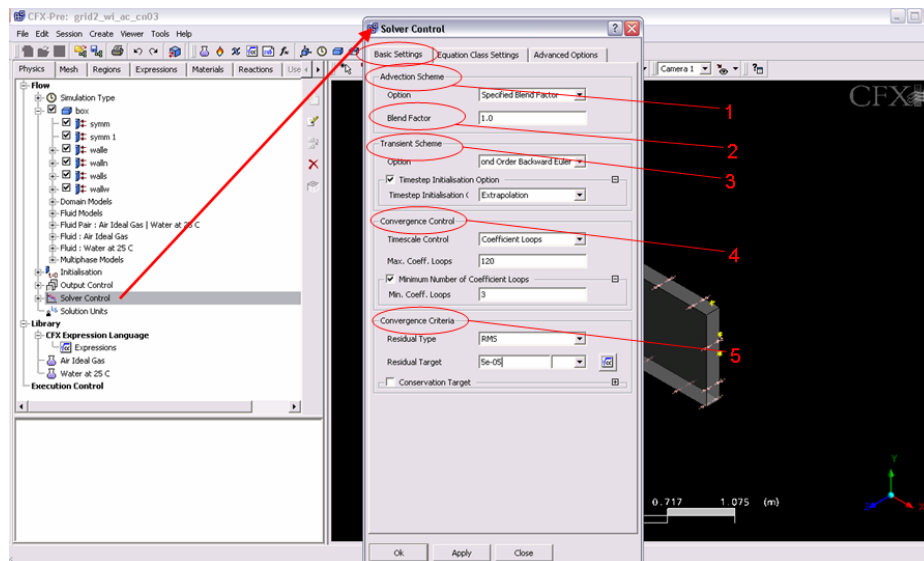 CFX-Pre: grid2_wi_ac_cn03
File Edit Session Create Viewer Tools Help
Physics Mesh Regions Expressions Materials Reactions Use
Flow
Simulation Type
box
symm
symm 1
walle
walln
walls
wallw
Domain Models
Fluid Models
Fluid Pair : Air Ideal Gas | Water at 25 C
Fluid : Air Ideal Gas
Fluid : Water at 25 C
Multiphase Models
Initialisation
Output Control
Solver Control
Solution Units
Library
CFX Expression Language
Expressions
Air Ideal Gas
Water at 25 C
Execution Control
Solver Control
Basic Settings Equation Class Settings Advanced Options
Advection Scheme
Option Specified Blend Factor
Blend Factor 1.0
Transient Scheme
Option ond Order Backward Euler
Timestep Initialisation Option
Timestep Initialisation ( Extrapolation
Convergence Control
Timescale Control Coefficient Loops
Max. Coeff. Loops 120
Minimum Number of Coefficient Loops
Min. Coeff. Loops 3
Convergence Criteria
Residual Type RMS
Residual Target 5e-05
Conservation Target
Ok Apply Close
Camera 1
CFX
1
2
3
4
5
0.717 1.075 (m)
Y
Z X